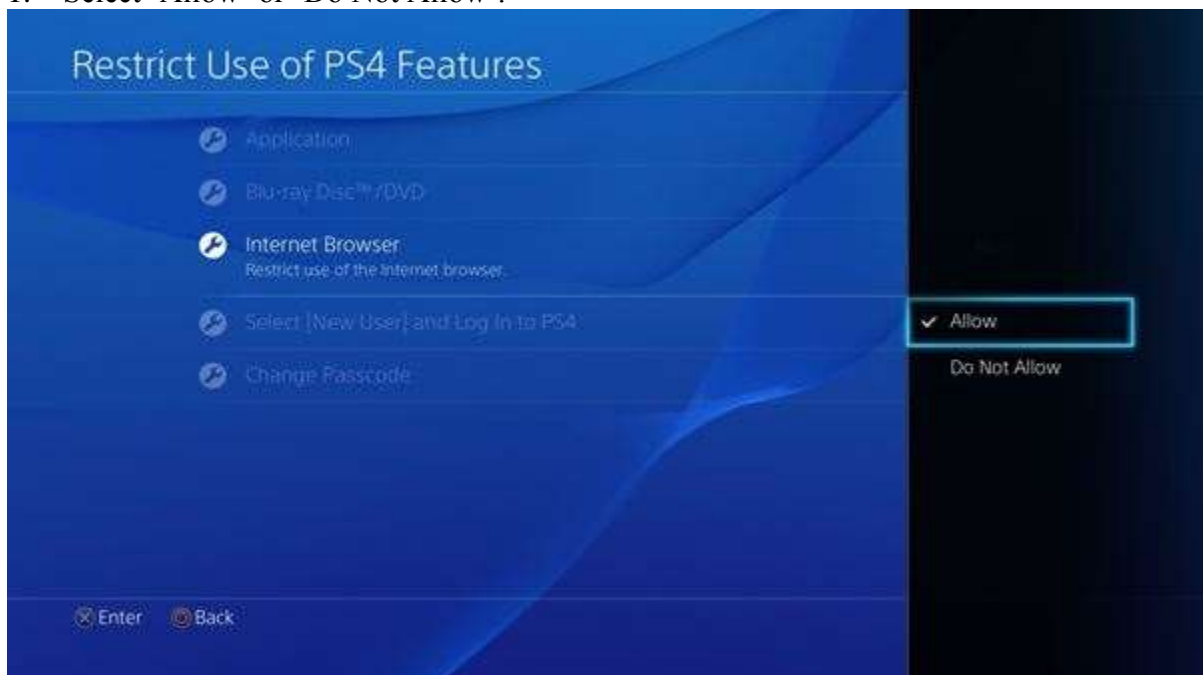 1. Select "Allow" or "Do Not Allow".
Restrict Use of PS4 Features
Application
Blu-ray Disc™/DVD
Internet Browser
Restrict use of the Internet browser.
Select [New User] and Log In to PS4
Change Passcode
✓ Allow
Do Not Allow
Enter Back